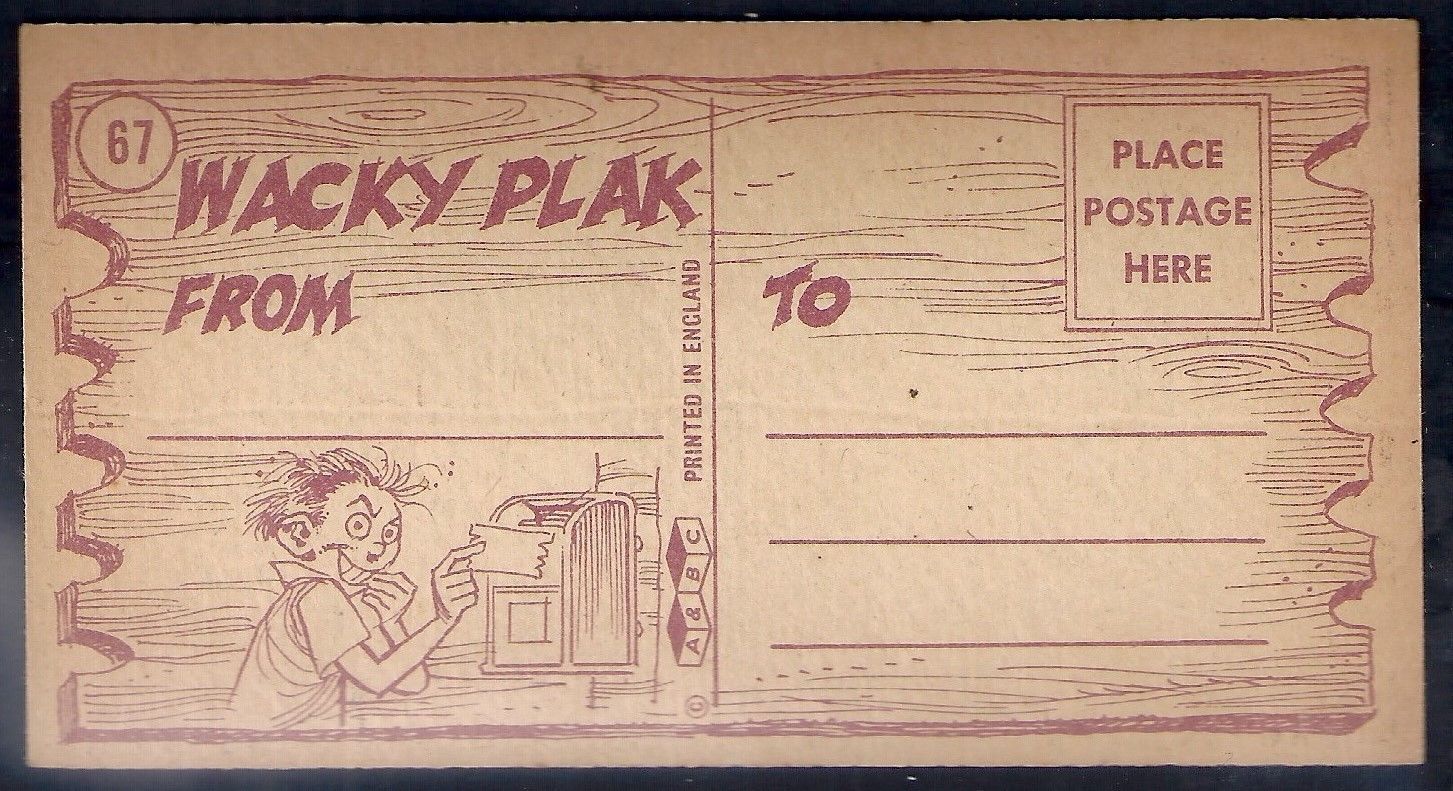 67
WACKY PLAK
FROM
PRINTED IN ENGLAND
A & B C
©
TO
PLACE
POSTAGE
HERE